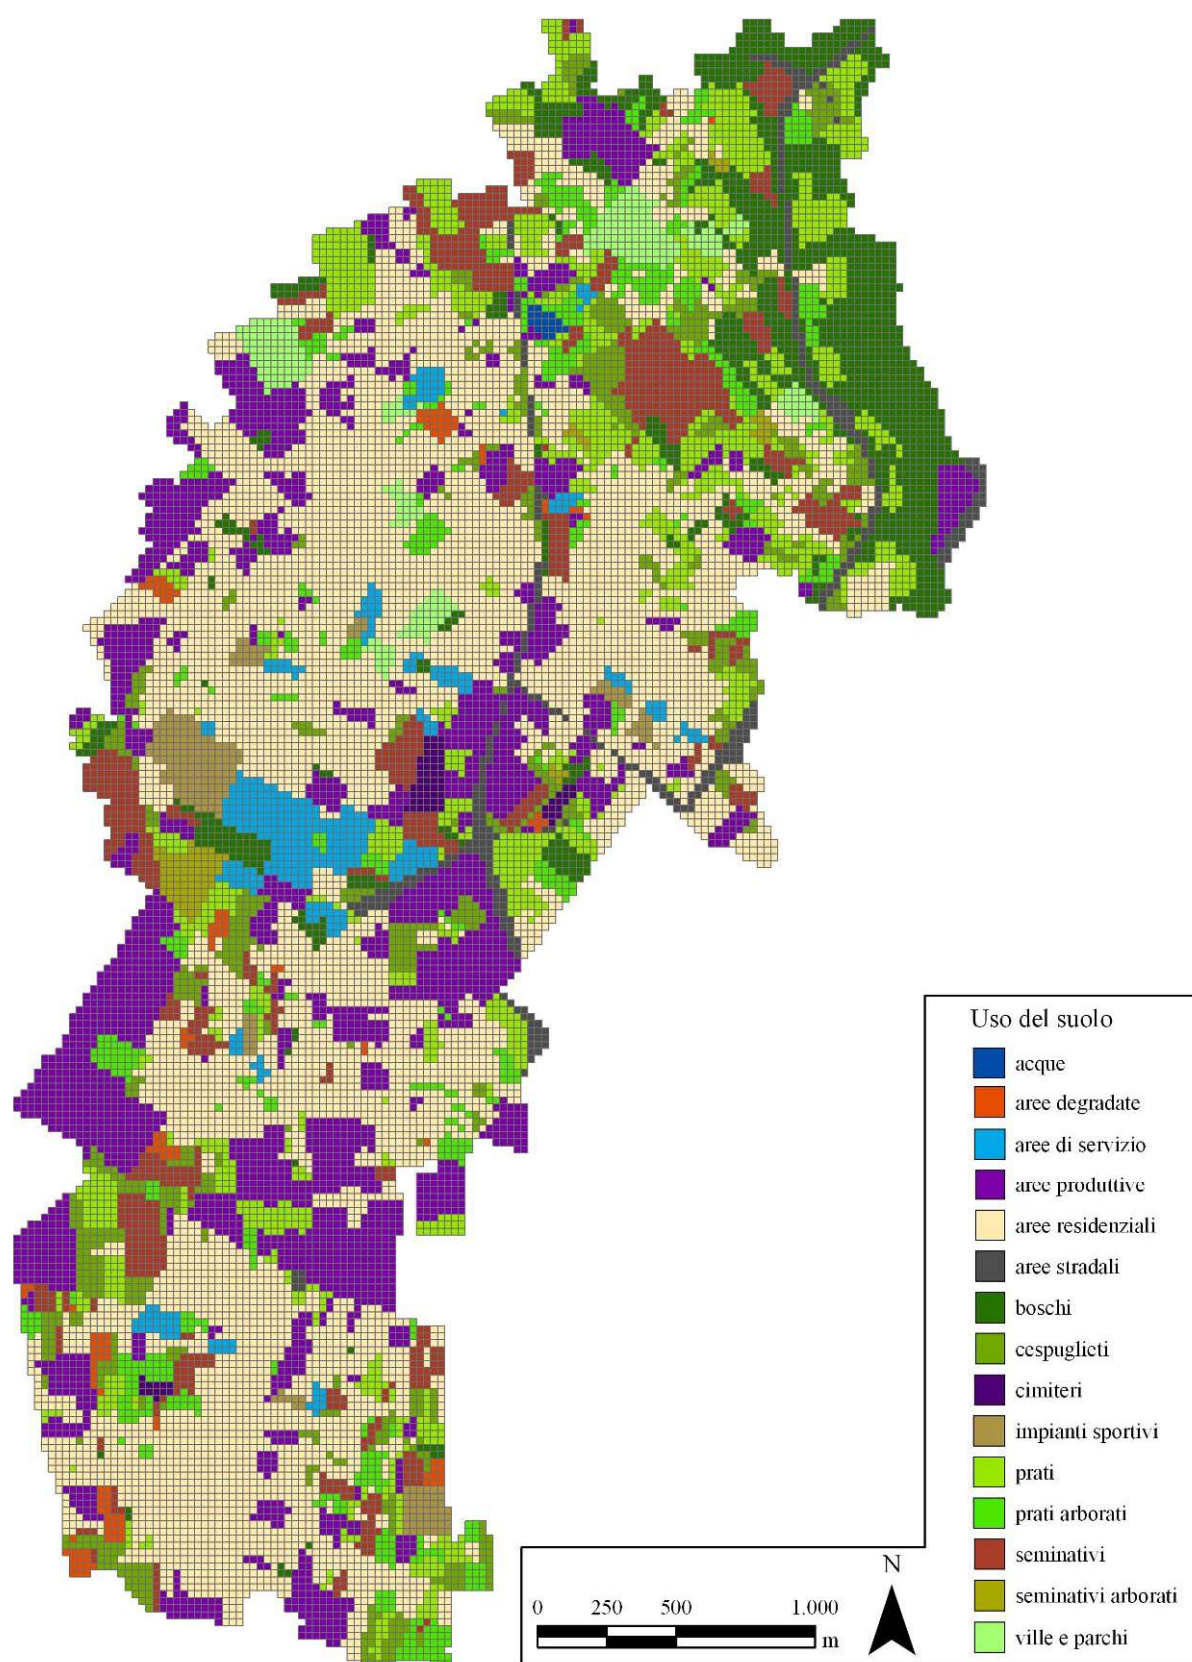 Uso del suolo
acque
aree degradate
aree di servizio
aree produttive
aree residenziali
aree stradali
boschi
cespuglieti
cimiteri
impianti sportivi
prati
prati arborati
seminativi
seminativi arborati
ville e parchi
N
0 250 500 1.000
m